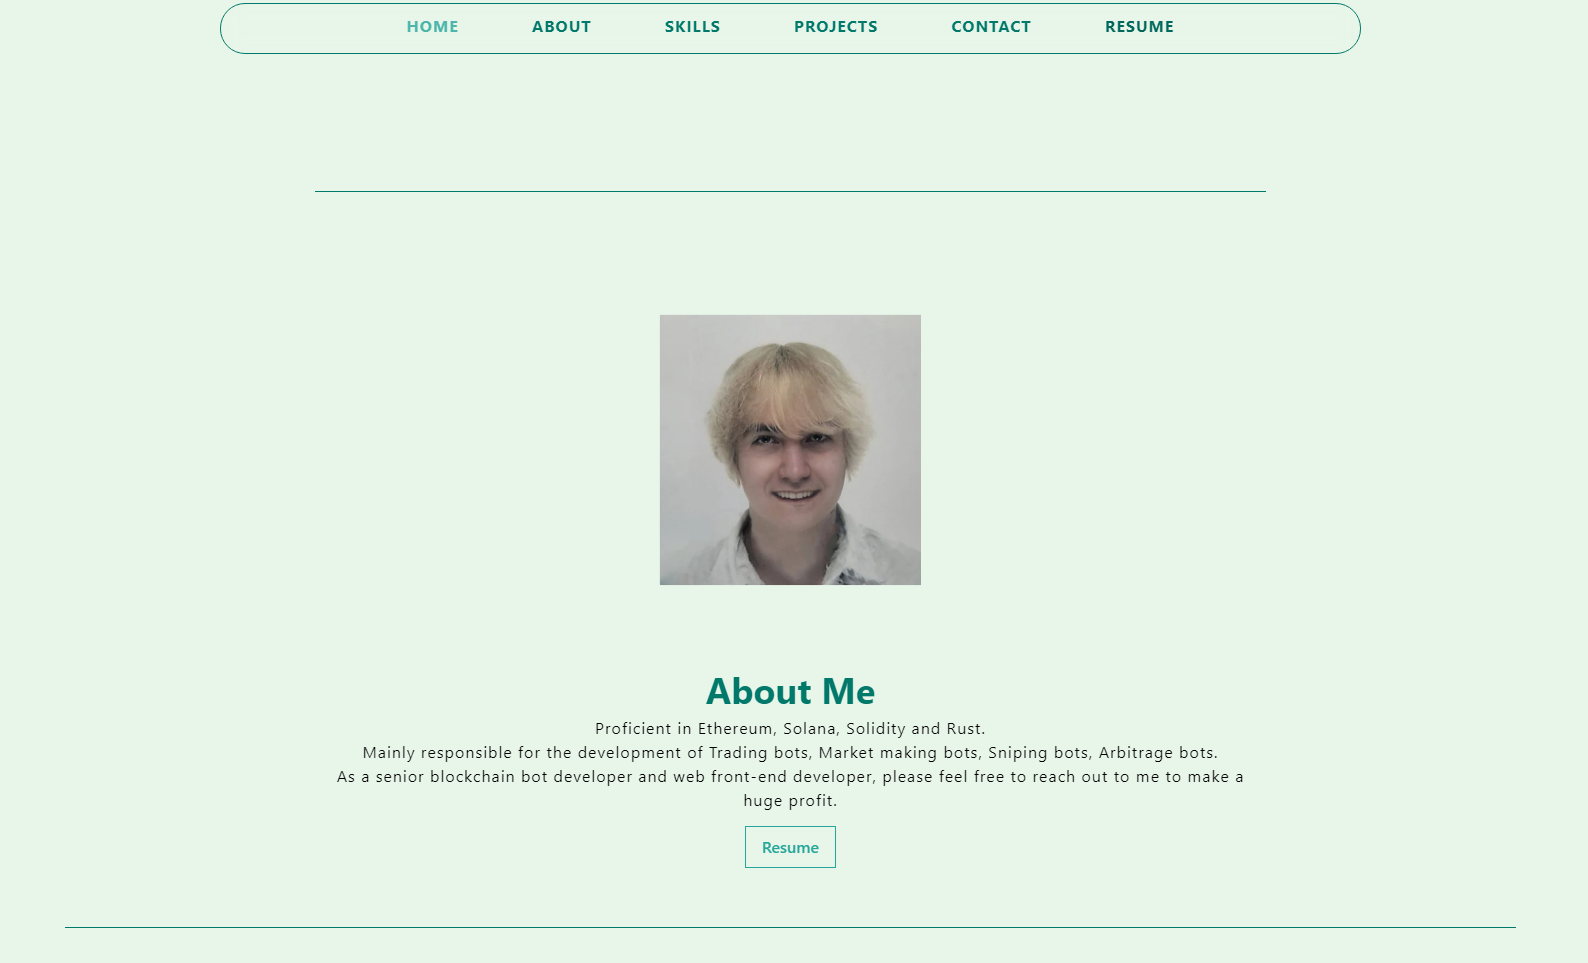 HOME ABOUT SKILLS PROJECTS CONTACT RESUME
About Me
Proficient in Ethereum, Solana, Solidity and Rust.
Mainly responsible for the development of Trading bots, Market making bots, Sniping bots, Arbitrage bots.
As a senior blockchain bot developer and web front-end developer, please feel free to reach out to me to make a
huge profit.
Resume